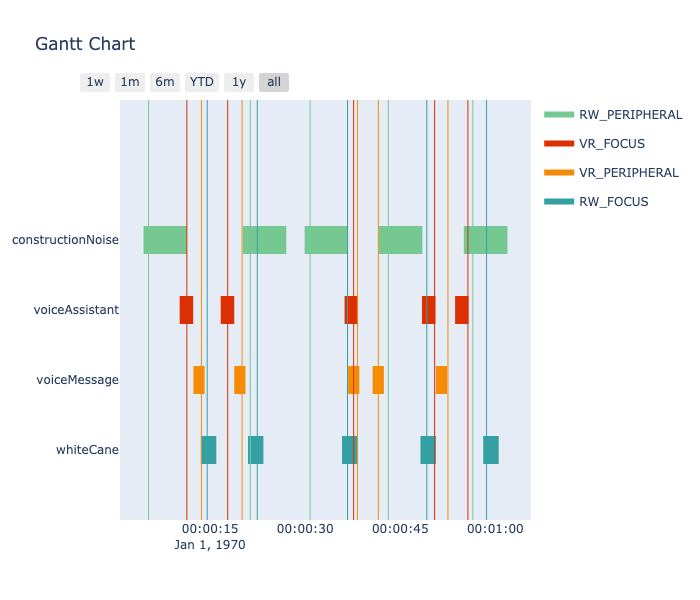 Gantt Chart
1w 1m 6m YTD 1y all
RW_PERIPHERAL
VR_FOCUS
VR_PERIPHERAL
RW_FOCUS
constructionNoise
voiceAssistant
voiceMessage
whiteCane
00:00:15 00:00:30 00:00:45 00:01:00
Jan 1, 1970